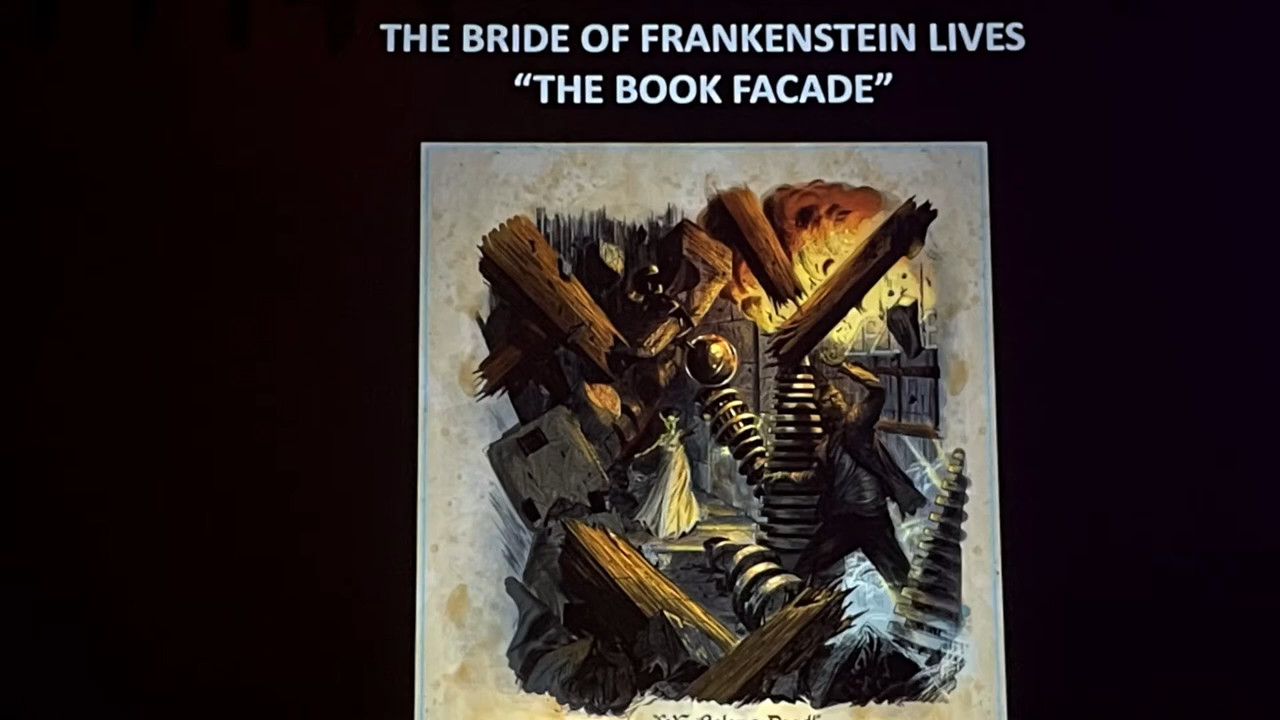 THE BRIDE OF FRANKENSTEIN LIVES
“THE BOOK FACADE”